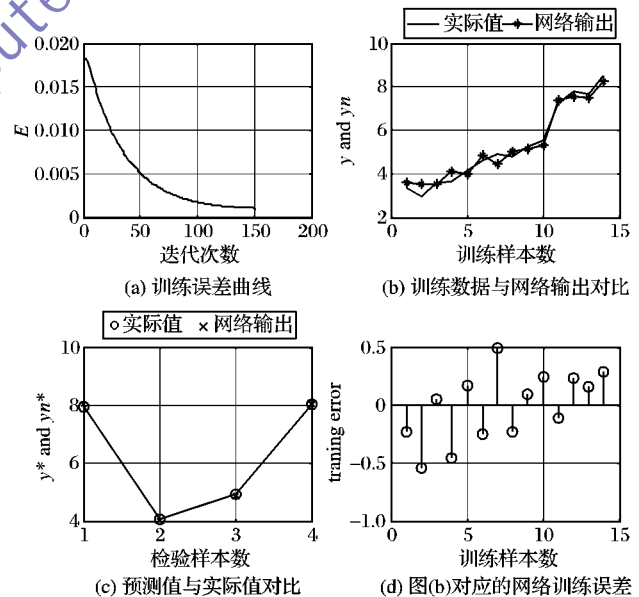 ute
实际值 网络输出
0.020
0.015
0.010
0.005
0
E
0 50 100 150 200
迭代次数
(a) 训练误差曲线
10
8
6
4
2
y and yn
0 5 10 15
训练样本数
(b) 训练数据与网络输出对比
实际值 × 网络输出
10
8
6
4
y* and yn*
1 2 3 4
检验样本数
(c) 预测值与实际值对比
0.5
0
-0.5
-1.0
traning error
0 5 10 15
训练样本数
(d) 图(b)对应的网络训练误差